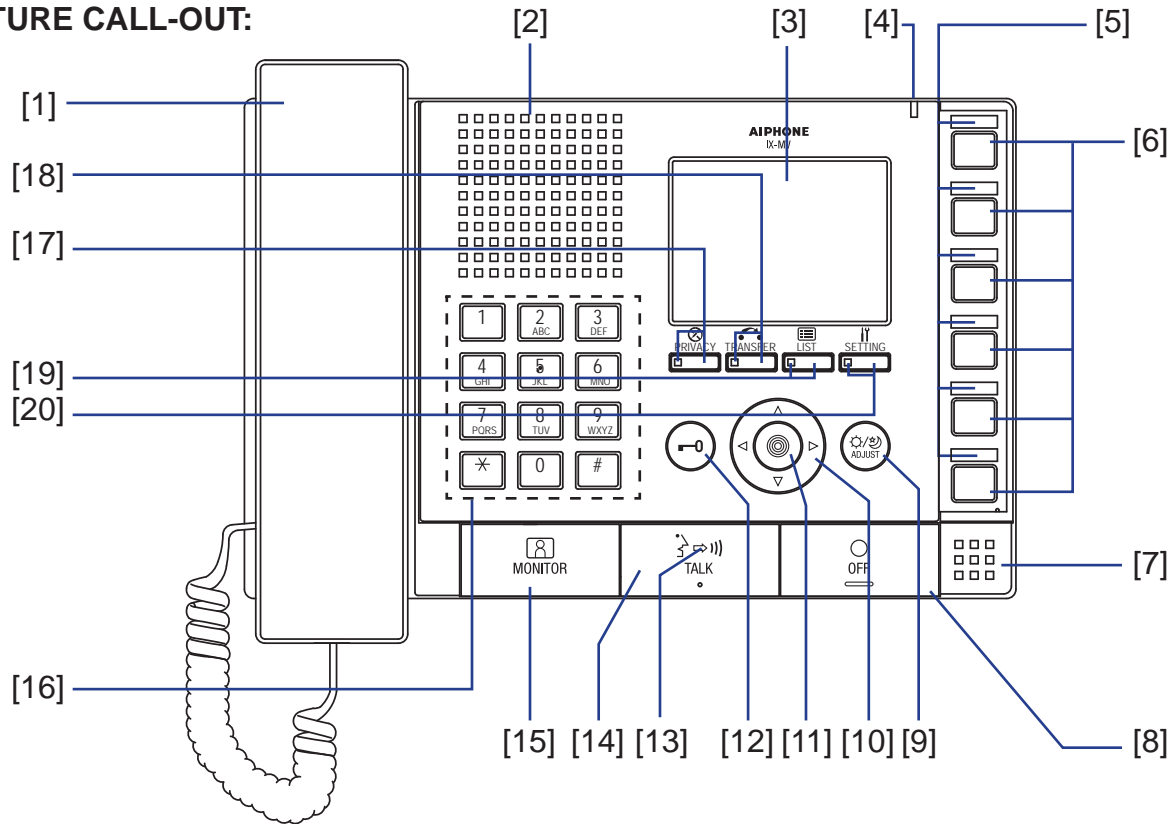 TURE CALL-OUT:
[2] [3] [4] [5]
[1]
AIPHONE
IX-MV
[6]
[18]
[17]
PRIVACY TRANSFER LIST SETTING
1 2 ABC 3 DEF
4 GHI 5 JKL 6 MNO
[19]
[20]
7 PQRS 8 TUV 9 WXYZ
ADJUST
* 0 #
MONITOR TALK OFF
[7]
[16]
[15] [14] [13] [12] [11] [10] [9] [8]